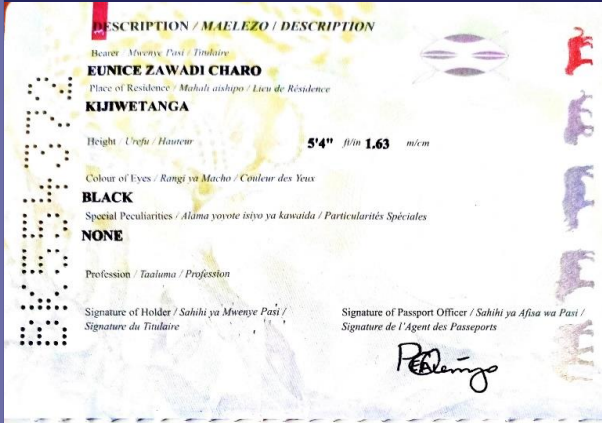 DESCRIPTION / MAELEZO / DESCRIPTION
Bearer / Mwenye Pasi / Titulaire
EUNICE ZAWADI CHARO
Place of Residence / Mahali aishipo / Lieu de Résidence
KIJIWETANGA
Height / Urefu / Hauteur 5'4" ft/in 1.63 m/cm
Colour of Eyes / Rangi ya Macho / Couleur des Yeux
BLACK
Special Peculiarities / Alama yoyote isiyo ya kawaida / Particularités Spéciales
NONE
Profession / Taaluma / Profession
Signature of Holder / Sahihi ya Mwenye Pasi /
Signature du Titulaire
Signature of Passport Officer / Sahihi ya Afisa wa Pasi /
Signature de l'Agent des Passeports
BK554372